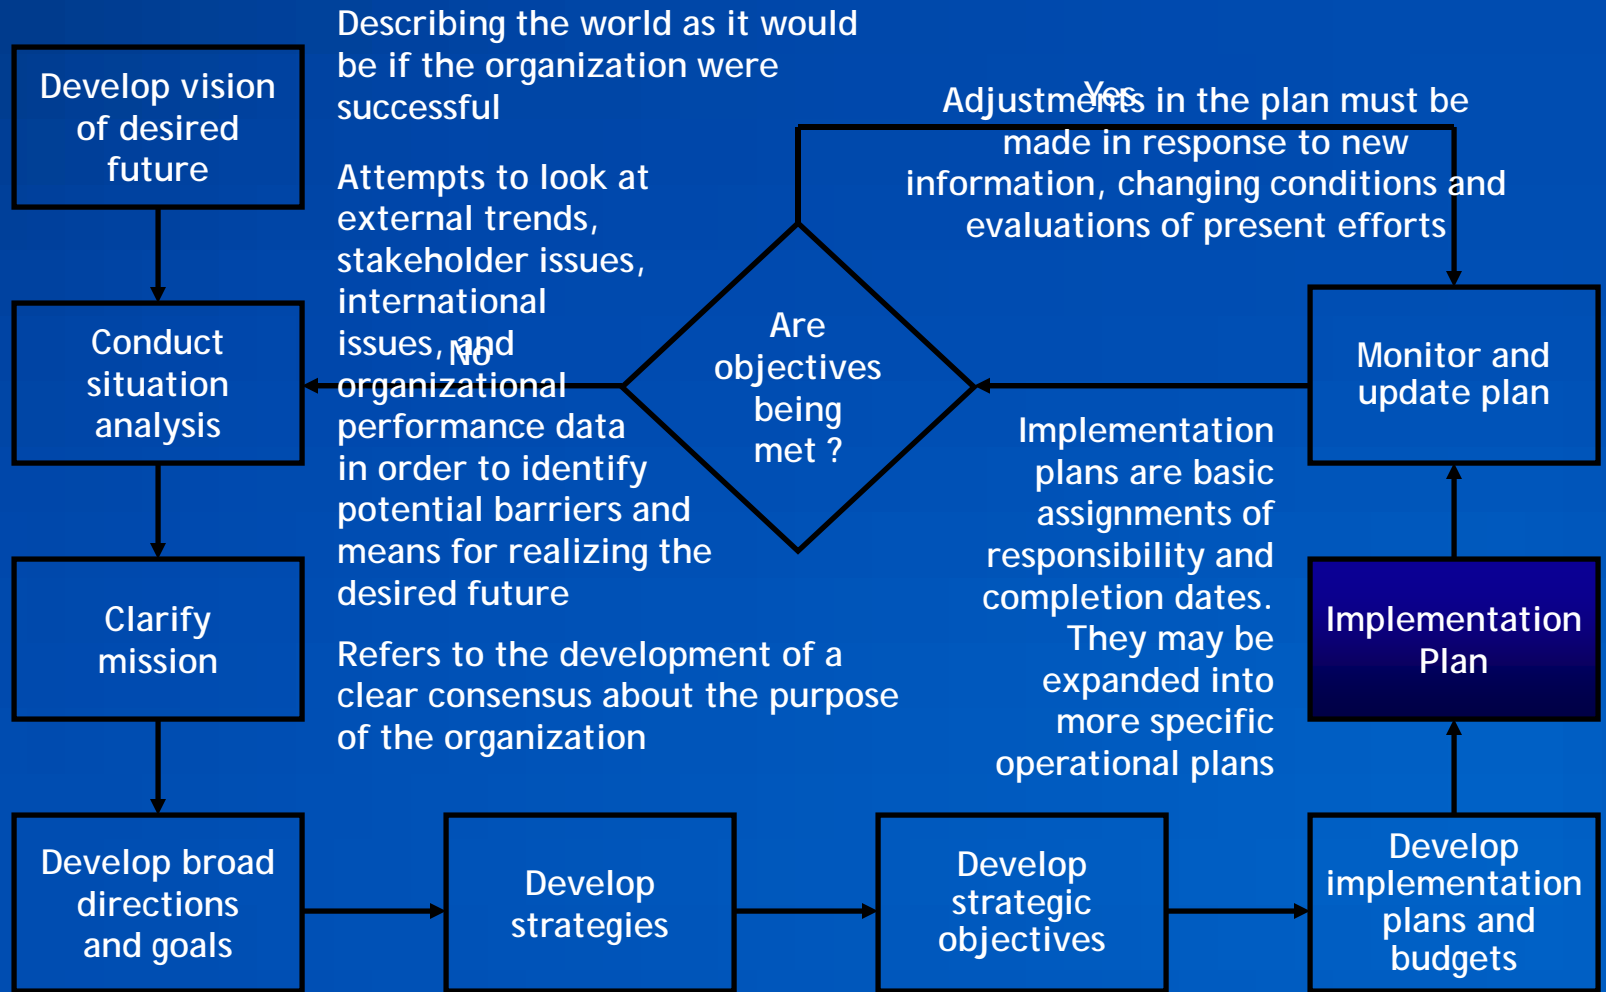 Develop vision
of desired
future
Describing the world as it would
be if the organization were
successful
Yes
Adjustments in the plan must be
made in response to new
information, changing conditions and
evaluations of present efforts
Attempts to look at
external trends,
stakeholder issues,
international
issues, and
organizational
performance data
in order to identify
potential barriers and
means for realizing the
desired future
No
Conduct
situation
analysis
Are
objectives
being
met ?
Monitor and
update plan
Implementation
plans are basic
assignments of
responsibility and
completion dates.
They may be
expanded into
more specific
operational plans
Clarify
mission
Refers to the development of a
clear consensus about the purpose
of the organization
Implementation
Plan
Develop broad
directions
and goals
Develop
strategies
Develop
strategic
objectives
Develop
implementation
plans and
budgets